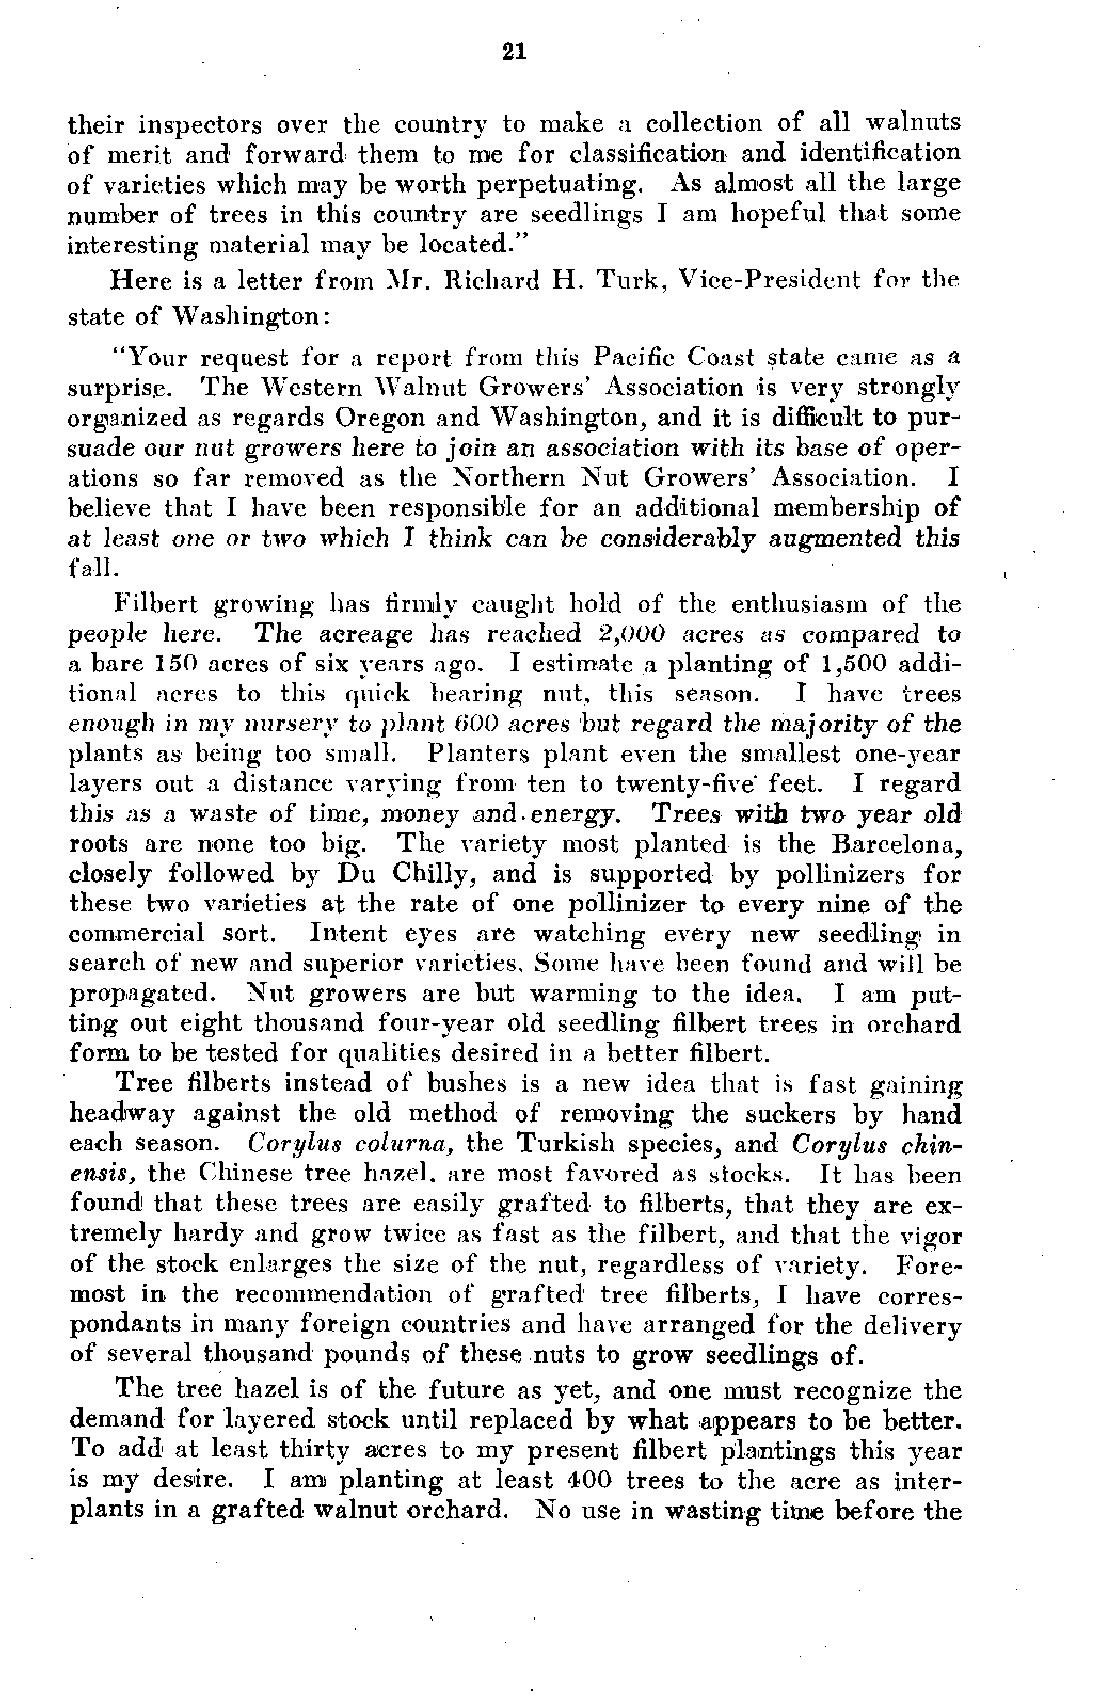 21
their inspectors over the country to make a collection of all walnuts
of merit and forward them to me for classification and identification
of varieties which may be worth perpetuating. As almost all the large
number of trees in this country are seedlings I am hopeful that some
interesting material may be located."
Here is a letter from Mr. Richard H. Turk, Vice-President for the
state of Washington:
"Your request for a report from this Pacific Coast state came as a
surprise. The Western Walnut Growers' Association is very strongly
organized as regards Oregon and Washington, and it is difficult to pur-
suade our nut growers here to join an association with its base of oper-
ations so far removed as the Northern Nut Growers' Association. I
believe that I have been responsible for an additional membership of
at least one or two which I think can be considerably augmented this
fall.
Filbert growing has firmly caught hold of the enthusiasm of the
people here. The acreage has reached 2,000 acres as compared to
a bare 150 acres of six years ago. I estimate a planting of 1,500 addi-
tional acres to this quick bearing nut, this season. I have trees
enough in my nursery to plant 600 acres but regard the majority of the
plants as being too small. Planters plant even the smallest one-year
layers out a distance varying from ten to twenty-five feet. I regard
this as a waste of time, money and energy. Trees with two year old
roots are none too big. The variety most planted is the Barcelona,
closely followed by Du Chilly, and is supported by pollinizers for
these two varieties at the rate of one pollinizer to every nine of the
commercial sort. Intent eyes are watching every new seedling in
search of new and superior varieties. Some have been found and will be
propagated. Nut growers are but warming to the idea. I am put-
ting out eight thousand four-year old seedling filbert trees in orchard
form to be tested for qualities desired in a better filbert.
Tree filberts instead of bushes is a new idea that is fast gaining
headway against the old method of removing the suckers by hand
each season. Corylus colurna, the Turkish species, and Corylus chin-
ensis, the Chinese tree hazel, are most favored as stocks. It has been
found that these trees are easily grafted to filberts, that they are ex-
tremely hardy and grow twice as fast as the filbert, and that the vigor
of the stock enlarges the size of the nut, regardless of variety. Fore-
most in the recommendation of grafted tree filberts, I have corres-
pondants in many foreign countries and have arranged for the delivery
of several thousand pounds of these nuts to grow seedlings of.
The tree hazel is of the future as yet, and one must recognize the
demand for layered stock until replaced by what appears to be better.
To add at least thirty acres to my present filbert plantings this year
is my desire. I am planting at least 400 trees to the acre as inter-
plants in a grafted walnut orchard. No use in wasting time before the